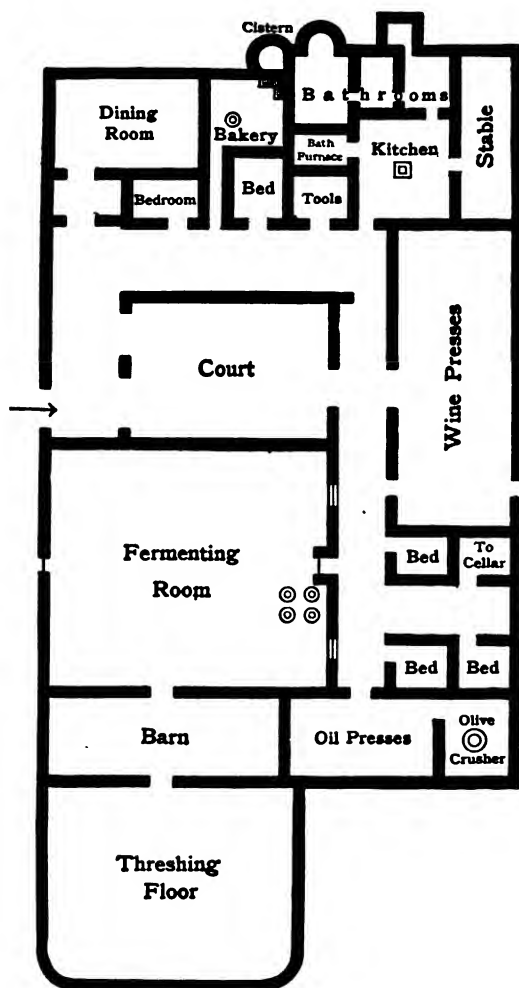 Cistern
Dining
Room
Bakery
Bathrooms
Bath
Furnace
Kitchen
Stable
Bedroom
Bed
Tools
Court
Wine Presses
Fermenting
Room
Bed
To
Cellar
Bed
Bed
Barn
Oil Presses
Olive
Crusher
Threshing
Floor